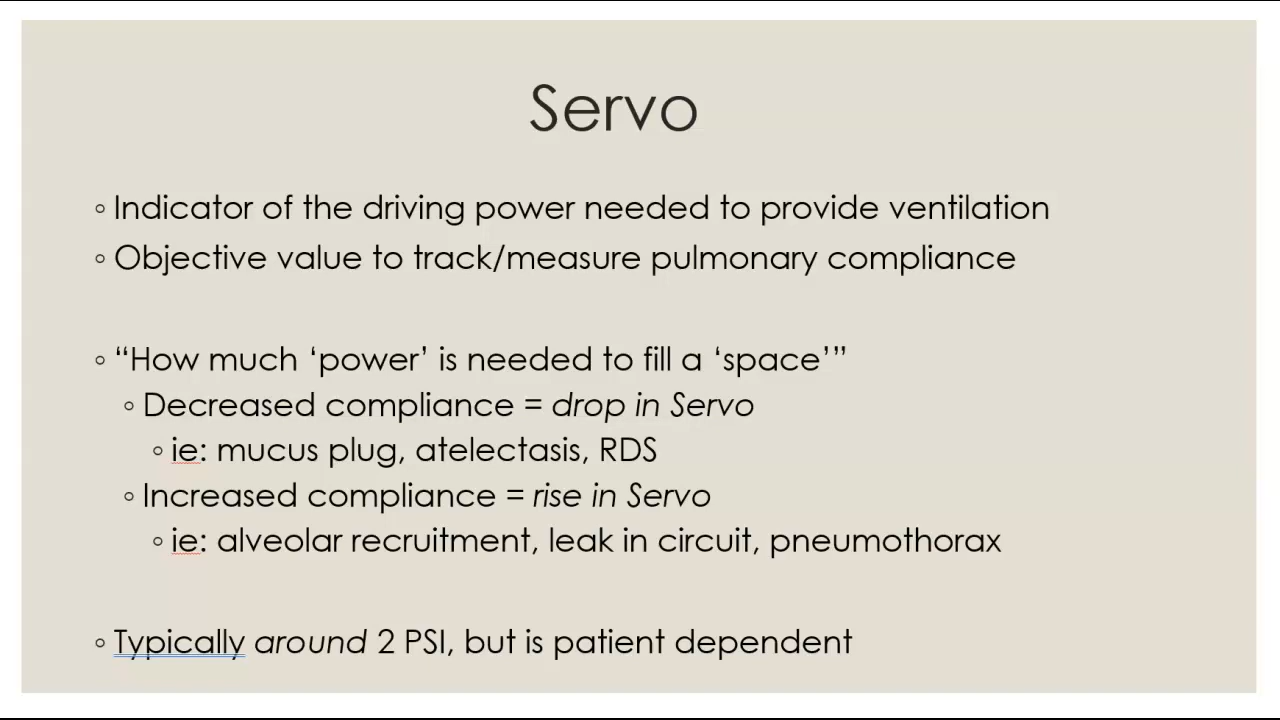 Servo
◦ Indicator of the driving power needed to provide ventilation
◦ Objective value to track/measure pulmonary compliance
◦ “How much ‘power’ is needed to fill a ‘space’”
◦ Decreased compliance = drop in Servo
◦ ie: mucus plug, atelectasis, RDS
◦ Increased compliance = rise in Servo
◦ ie: alveolar recruitment, leak in circuit, pneumothorax
◦ Typically around 2 PSI, but is patient dependent